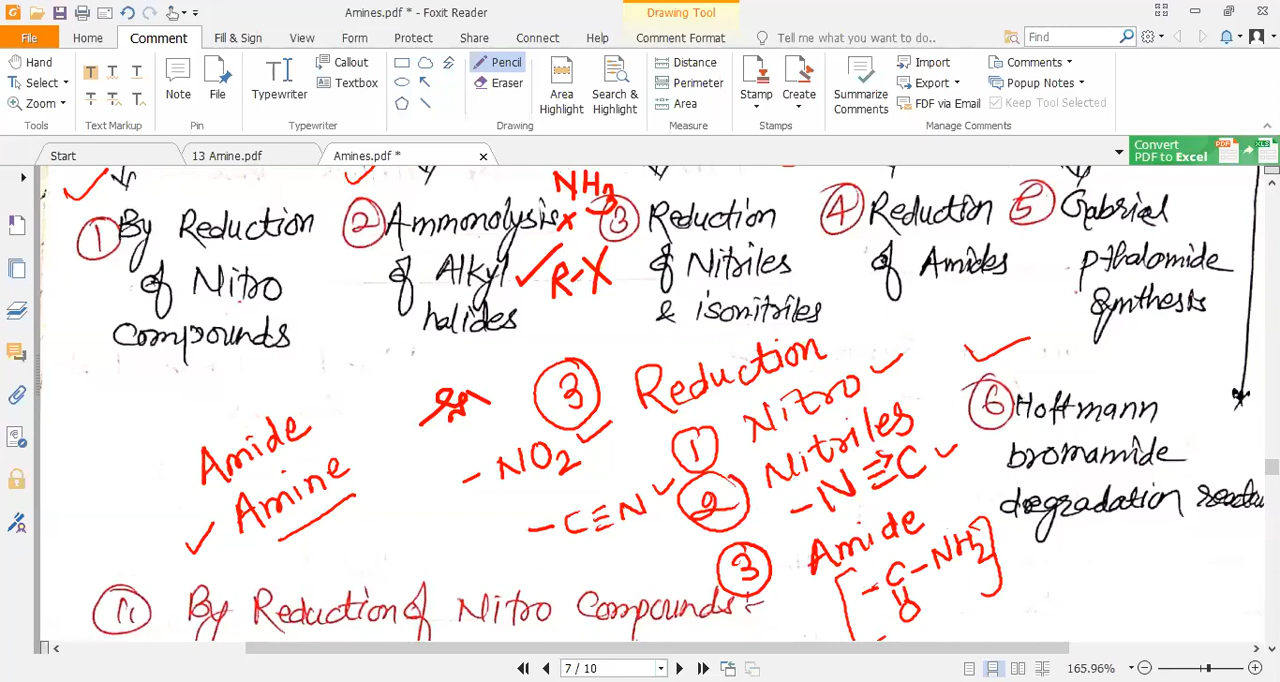 Amines.pdf * - Foxit Reader
Drawing Tool
File Home Comment Fill & Sign View Form Protect Share Connect Help Comment Format Tell me what you want to do.. Find
Hand
Select
Zoom
Tools
T T T
T T T
Text Markup
Note
File
Pin
Typewriter
Callout
Textbox
Typewriter
Pencil
Eraser
Drawing
Area Highlight
Search & Highlight
Distance
Perimeter
Area
Measure
Stamp
Create
Stamps
Summarize Comments
Import
Export
FDF via Email
Comments
Popup Notes
Keep Tool Selected
Manage Comments
Start 13 Amine.pdf Amines.pdf *
Convert
PDF to Excel
① By Reduction
of Nitro
Compounds
② Ammonolysis
of Alkyl
halides
NH3
x
R-X
③ Reduction
of Nitriles
& isonitriles
④ Reduction
of Amides
⑤ Gabriel
pthalomide
synthesis
③ Reduction
① Nitro
-NO2
② Nitriles
-C≡N
-N≡C
③ Amide
-C-NH2
Amide
Amine
⑥ Hoffmann
bromamide
degradation
① By Reduction of Nitro Compounds:-
7 / 10
165.96%